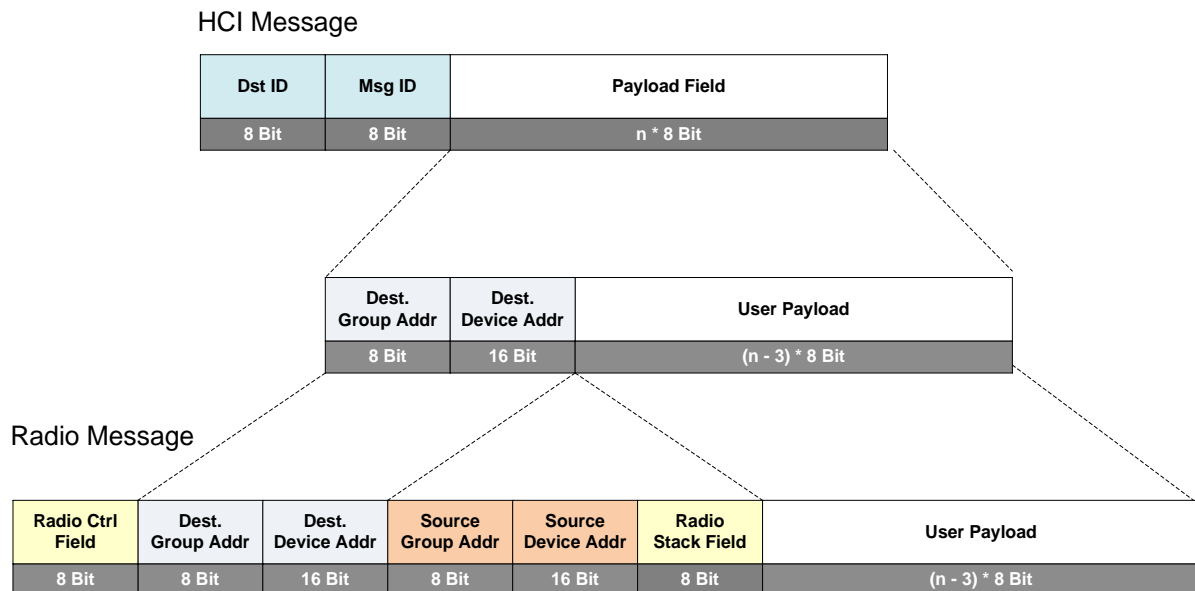 HCI Message
Dst ID Msg ID Payload Field
8 Bit 8 Bit n * 8 Bit
Dest. Dest. User Payload
Group Addr Device Addr
8 Bit 16 Bit (n - 3) * 8 Bit
Radio Message
Radio Ctrl Dest. Dest. Source Source Radio User Payload
Field Group Addr Device Addr Group Addr Device Addr Stack Field
8 Bit 8 Bit 16 Bit 8 Bit 16 Bit 8 Bit (n - 3) * 8 Bit